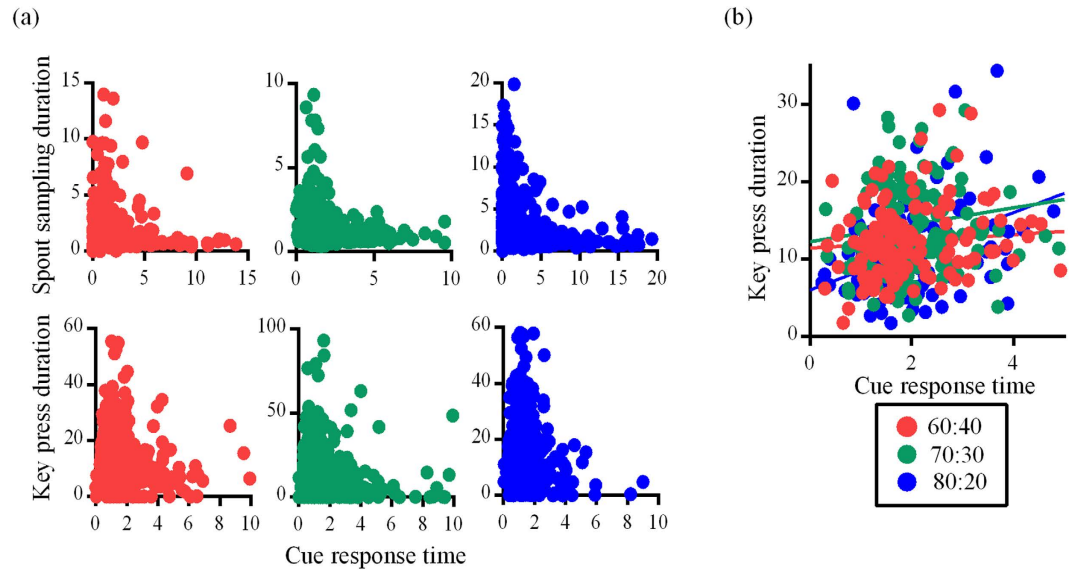 (a)
(b)
Spout sampling duration
15
10
5
0
0 5 10 15
10
5
0
0 5 10
20
15
10
5
0
0 5 10 15 20
Key press duration
60
40
20
0
0 2 4 6 8 10
100
50
0
0 2 4 6 8 10
60
40
20
0
0 2 4 6 8 10
Cue response time
Key press duration
30
20
10
0
0 2 4
Cue response time
60:40
70:30
80:20